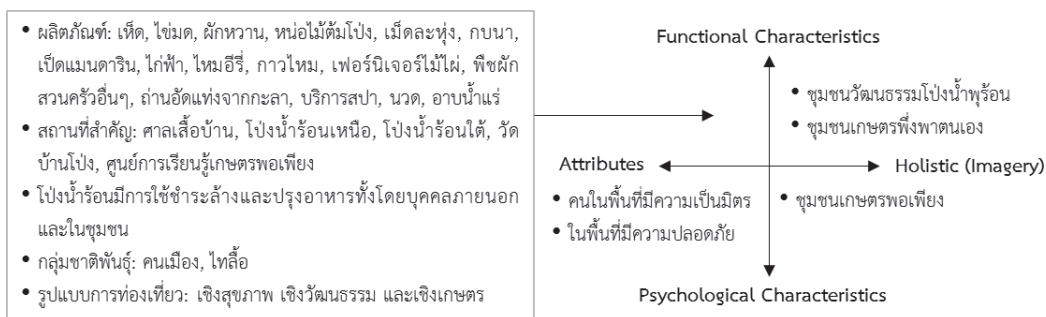 • ผลิตภัณฑ์: เห็ด, ไข่มด, ผักหวาน, หน่อไม้ต้มโป่ง, เม็ดละหุ่ง, กบนา,
เป็ดแมนดาริน, ไก่ฟ้า, ไหมอีรี่, กาวไหม, เฟอร์นิเจอร์ไม้ไผ่, พืชผัก
สวนครัวอื่นๆ, ถ่านอัดแท่งจากกะลา, บริการสปา, นวด, อาบน้ำแร่
• สถานที่สำคัญ: ศาลเสื้อบ้าน, โป่งน้ำร้อนเหนือ, โป่งน้ำร้อนใต้, วัด
บ้านโป่ง, ศูนย์การเรียนรู้เกษตรพอเพียง
• โป่งน้ำร้อนมีการใช้ชำระล้างและปรุงอาหารทั้งโดยบุคคลภายนอก
และในชุมชน
• กลุ่มชาติพันธุ์: คนเมือง, ไทลื้อ
• รูปแบบการท่องเที่ยว: เชิงสุขภาพ เชิงวัฒนธรรม และเชิงเกษตร
Functional Characteristics
• ชุมชนวัฒนธรรมโป่งน้ำพุร้อน
• ชุมชนเกษตรพึ่งพาตนเอง
Attributes
Holistic (Imagery)
• คนในพื้นที่มีความเป็นมิตร
• ในพื้นที่มีความปลอดภัย
• ชุมชนเกษตรพอเพียง
Psychological Characteristics